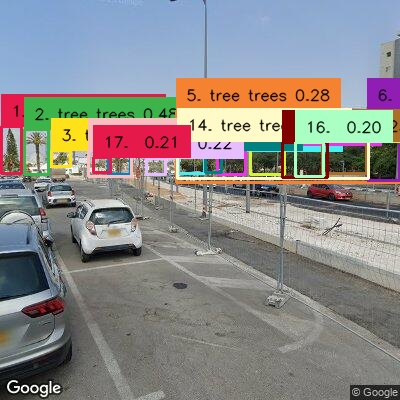 1.
2. tree trees 0.48
3. t
5. tree trees 0.28
6.
14. tree tree
16. 0.20
17. 0.21
0.22
Google
© Google